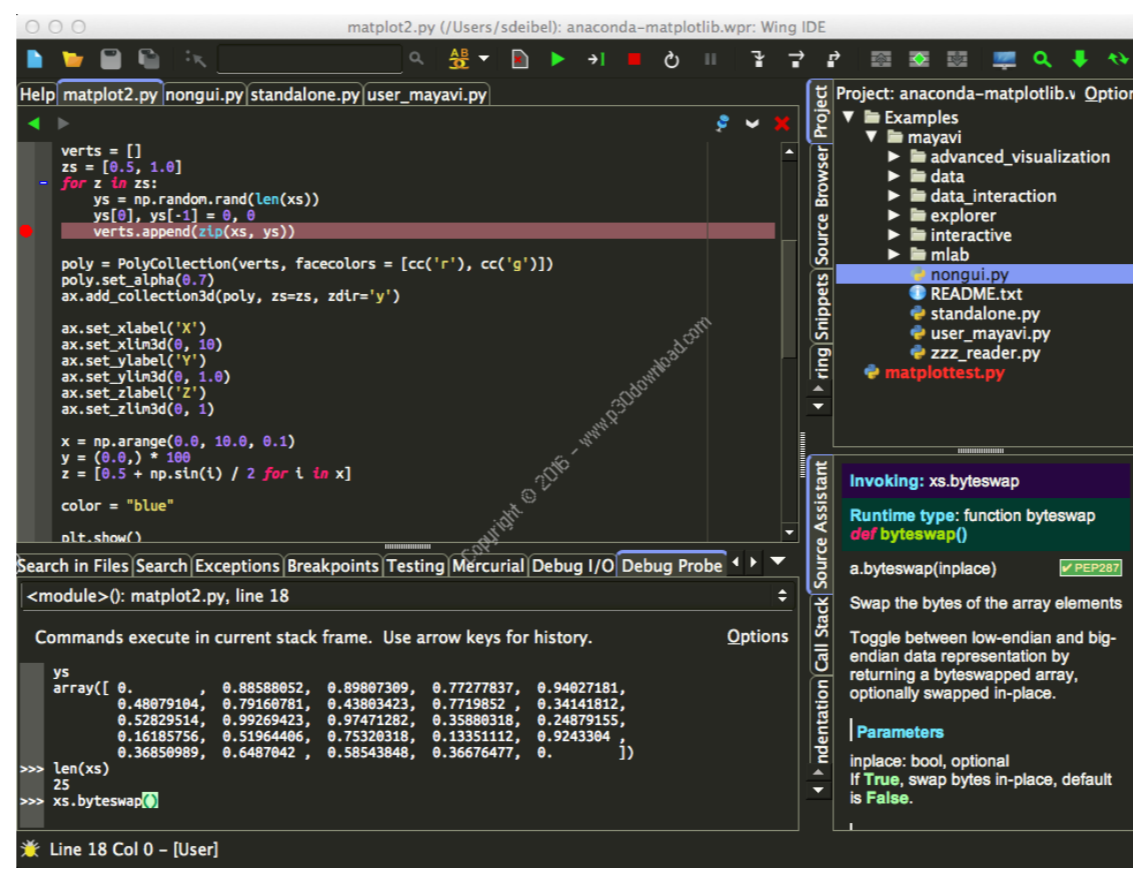 matplot2.py (/Users/sdeibel): anaconda-matplotlib.wpr: Wing IDE
Help matplot2.py nongui.py standalone.py user_mayavi.py
verts = []
zs = [0.5, 1.0]
for z in zs:
ys = np.random.rand(len(xs))
ys[0], ys[-1] = 0, 0
verts.append(zip(xs, ys))
poly = PolyCollection(verts, facecolors = [cc('r'), cc('g')])
poly.set_alpha(0.7)
ax.add_collection3d(poly, zs=zs, zdir='y')
ax.set_xlabel('X')
ax.set_xlim3d(0, 10)
ax.set_ylabel('Y')
ax.set_ylim3d(0, 1.0)
ax.set_zlabel('Z')
ax.set_zlim3d(0, 1)
x = np.arange(0.0, 10.0, 0.1)
y = (0.0,) * 100
z = [0.5 + np.sin(i) / 2 for i in x]
color = "blue"
plt.show()
Copyright © 2016 - www.p30download.com
Project
Source Browser
Snippets
ring
Project: anaconda-matplotlib.v Option
Examples
mayavi
advanced_visualization
data
data_interaction
explorer
interactive
mlab
nongui.py
README.txt
standalone.py
user_mayavi.py
zzz_reader.py
matplottest.py
Search in Files Search Exceptions Breakpoints Testing Mercurial Debug I/O Debug Probe
<module>(): matplot2.py, line 18
Commands execute in current stack frame. Use arrow keys for history. Options
ys
array([ 0. , 0.88588052, 0.89807309, 0.77277837, 0.94027181,
0.48079104, 0.79160781, 0.43803423, 0.7719852 , 0.34141812,
0.52829514, 0.99269423, 0.97471282, 0.35880318, 0.24879155,
0.16185756, 0.51964406, 0.75320318, 0.13351112, 0.9243304 ,
0.36850989, 0.6487042 , 0.58543848, 0.36676477, 0. ])
>>> len(xs)
25
>>> xs.byteswap()
Source Assistant
Call Stack
ndentation
Invoking: xs.byteswap
Runtime type: function byteswap
def byteswap()
a.byteswap(inplace) ✔PEP287
Swap the bytes of the array elements
Toggle between low-endian and big-
endian data representation by
returning a byteswapped array,
optionally swapped in-place.
Parameters
inplace: bool, optional
If True, swap bytes in-place, default
is False.
Line 18 Col 0 – [User]